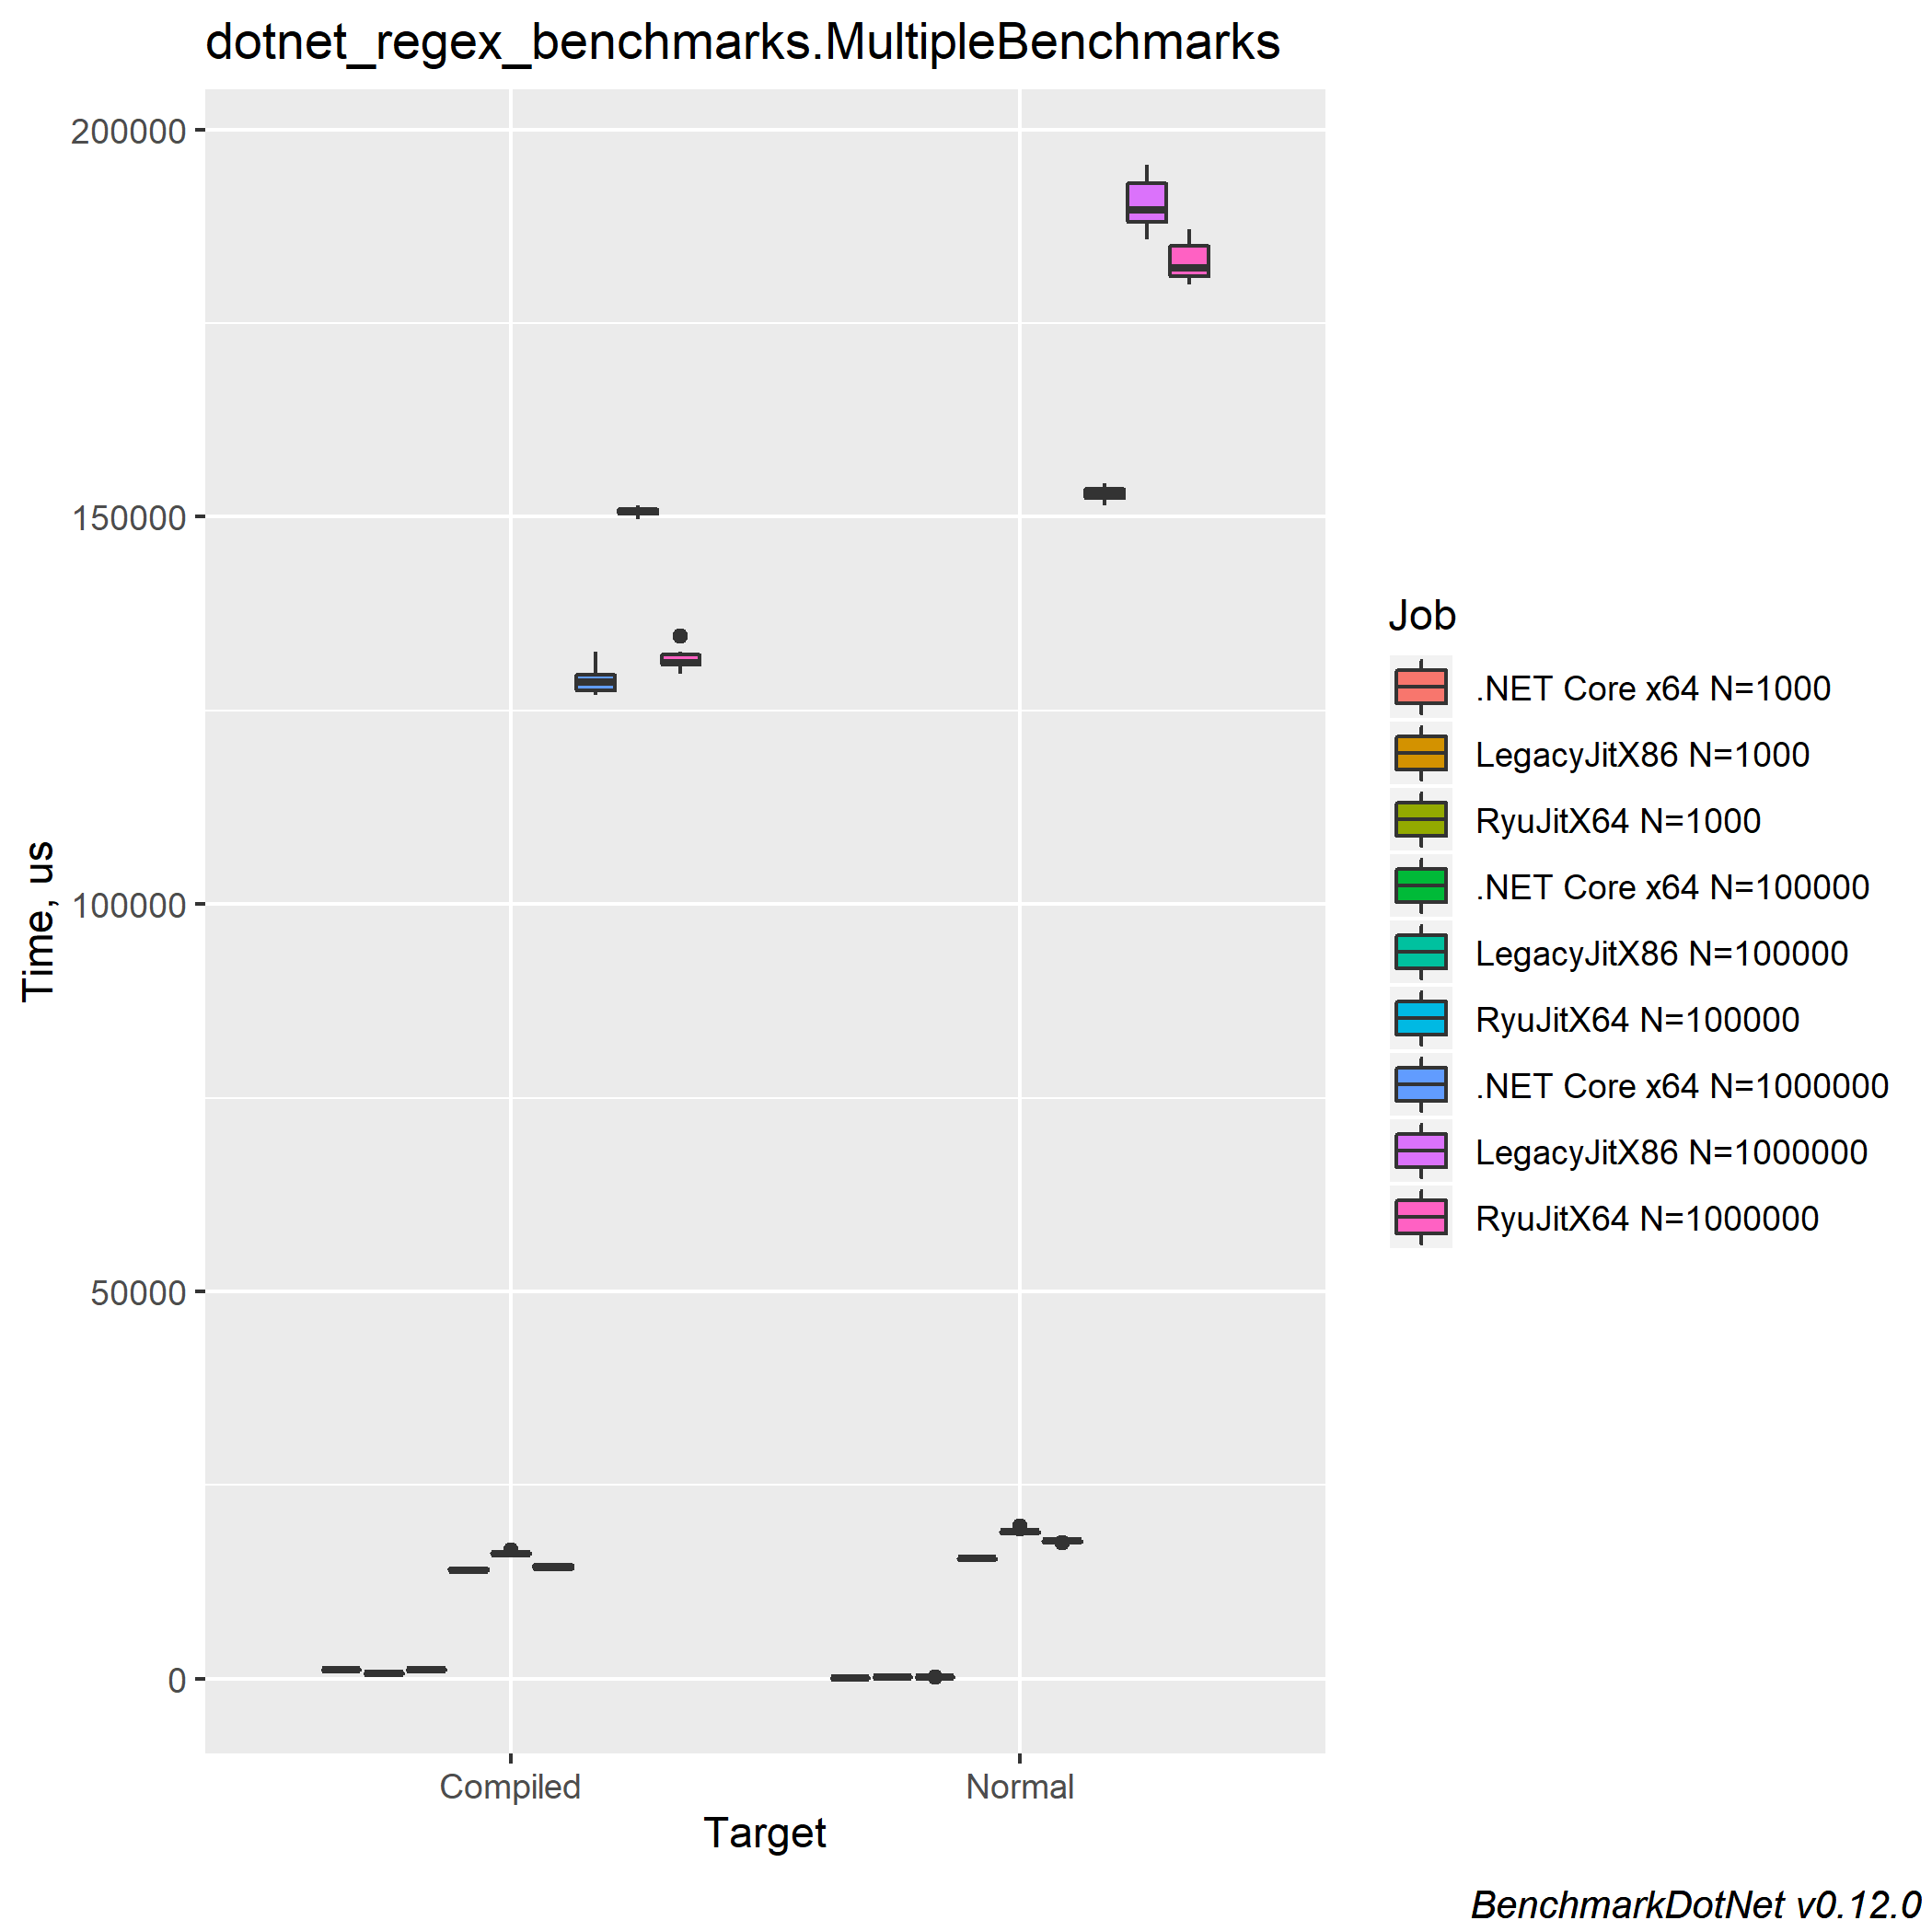 dotnet_regex_benchmarks.MultipleBenchmarks
200000
150000
100000
50000
0
Time, us
Compiled
Normal
Target
Job
.NET Core x64 N=1000
LegacyJitX86 N=1000
RyuJitX64 N=1000
.NET Core x64 N=100000
LegacyJitX86 N=100000
RyuJitX64 N=100000
.NET Core x64 N=1000000
LegacyJitX86 N=1000000
RyuJitX64 N=1000000
BenchmarkDotNet v0.12.0